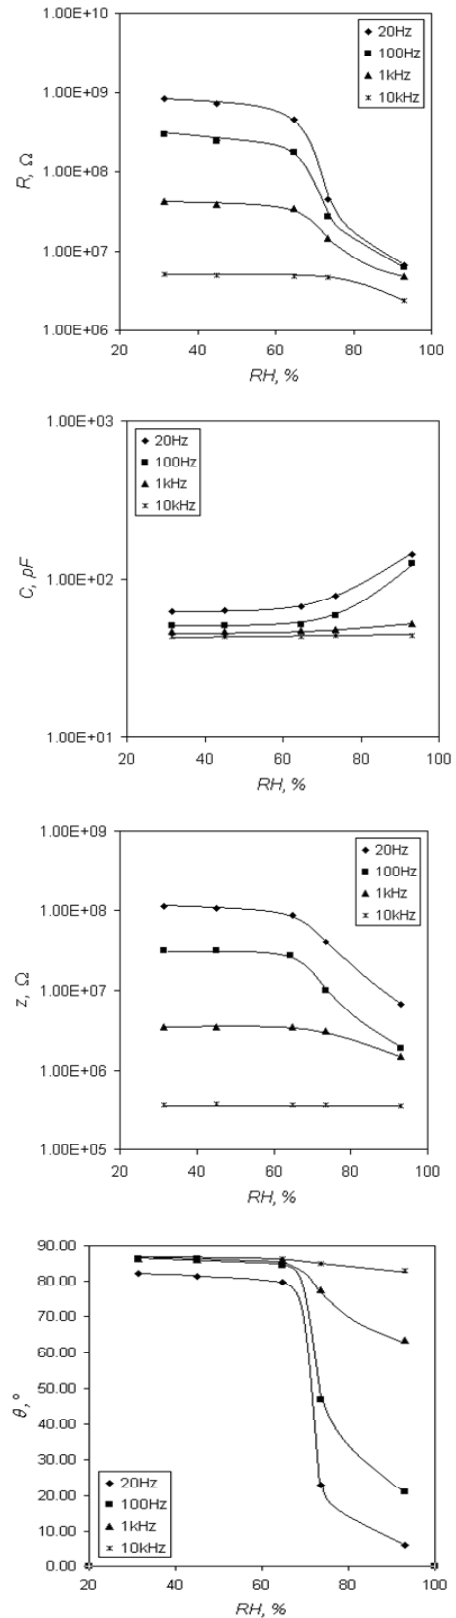 1.00E+10
1.00E+09
1.00E+08
1.00E+07
1.00E+06
R, Ω
20 40 60 80 100
RH, %
20Hz
100Hz
1kHz
10kHz
1.00E+03
1.00E+02
1.00E+01
C, pF
20 40 60 80 100
RH, %
20Hz
100Hz
1kHz
10kHz
1.00E+09
1.00E+08
1.00E+07
1.00E+06
1.00E+05
z, Ω
20 40 60 80 100
RH, %
20Hz
100Hz
1kHz
10kHz
90.00
80.00
70.00
60.00
50.00
40.00
30.00
20.00
10.00
0.00
θ, °
20 40 60 80 100
RH, %
20Hz
100Hz
1kHz
10kHz